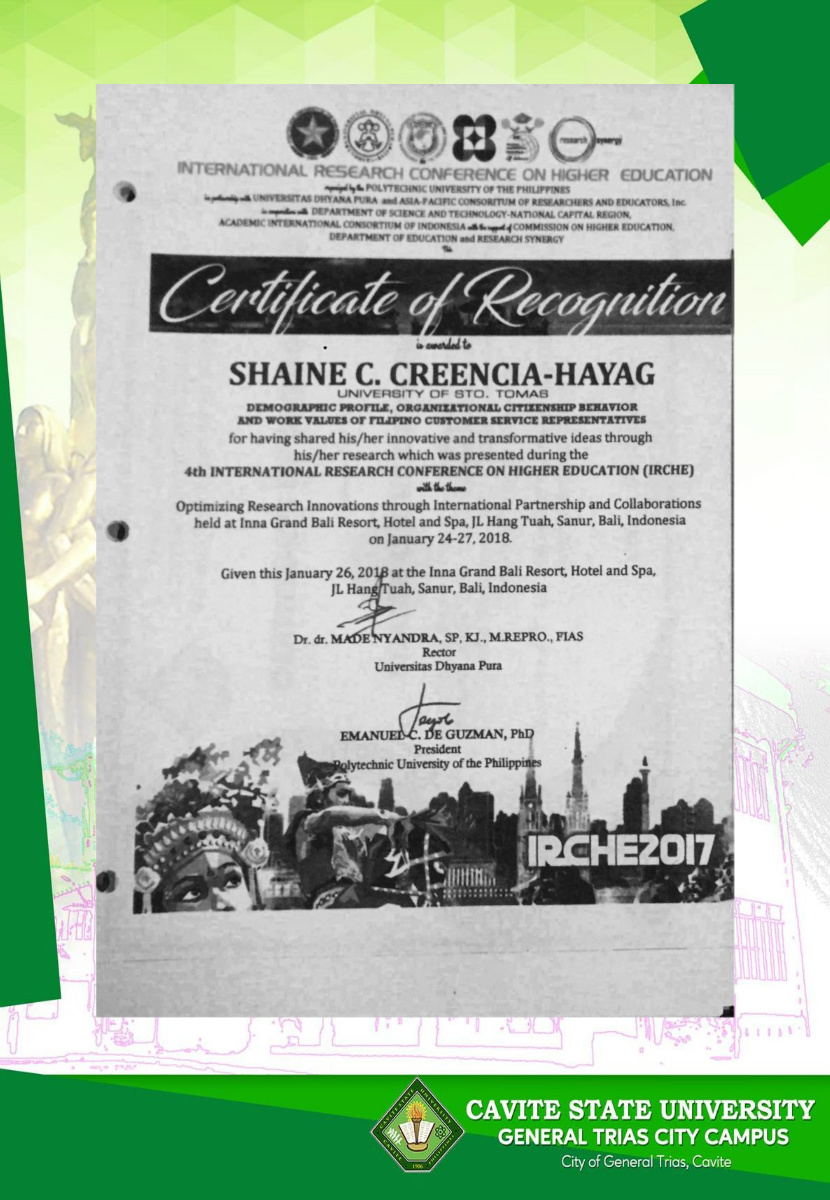 research synergy
INTERNATIONAL RESEARCH CONFERENCE ON HIGHER EDUCATION
organized by the POLYTECHNIC UNIVERSITY OF THE PHILIPPINES
in partnership with UNIVERSITAS DHYANA PURA and ASIA-PACIFIC CONSORITUM OF RESEARCHERS AND EDUCATORS, Inc.
in cooperation with DEPARTMENT OF SCIENCE AND TECHNOLOGY-NATIONAL CAPITAL REGION,
ACADEMIC INTERNATIONAL CONSORTIUM OF INDONESIA with the support of COMMISSION ON HIGHER EDUCATION,
DEPARTMENT OF EDUCATION and RESEARCH SYNERGY
This
Certificate of Recognition
is awarded to
SHAINE C. CREENCIA-HAYAG
UNIVERSITY OF STO. TOMAS
DEMOGRAPHIC PROFILE, ORGANIZATIONAL CITIZENSHIP BEHAVIOR
AND WORK VALUES OF FILIPINO CUSTOMER SERVICE REPRESENTATIVES
for having shared his/her innovative and transformative ideas through
his/her research which was presented during the
4th INTERNATIONAL RESEARCH CONFERENCE ON HIGHER EDUCATION (IRCHE)
with the theme
Optimizing Research Innovations through International Partnership and Collaborations
held at Inna Grand Bali Resort, Hotel and Spa, JL Hang Tuah, Sanur, Bali, Indonesia
on January 24-27, 2018.
Given this January 26, 2018 at the Inna Grand Bali Resort, Hotel and Spa,
JL Hang Tuah, Sanur, Bali, Indonesia
Dr. dr. MADE NYANDRA, SP, KJ., M.REPRO., FIAS
Rector
Universitas Dhyana Pura
EMANUEL C. DE GUZMAN, PhD
President
Polytechnic University of the Philippines
IRCHE2017
CAVITE STATE UNIVERSITY
CAVITE PHILIPPINES
1906
CAVITE STATE UNIVERSITY
GENERAL TRIAS CITY CAMPUS
City of General Trias, Cavite